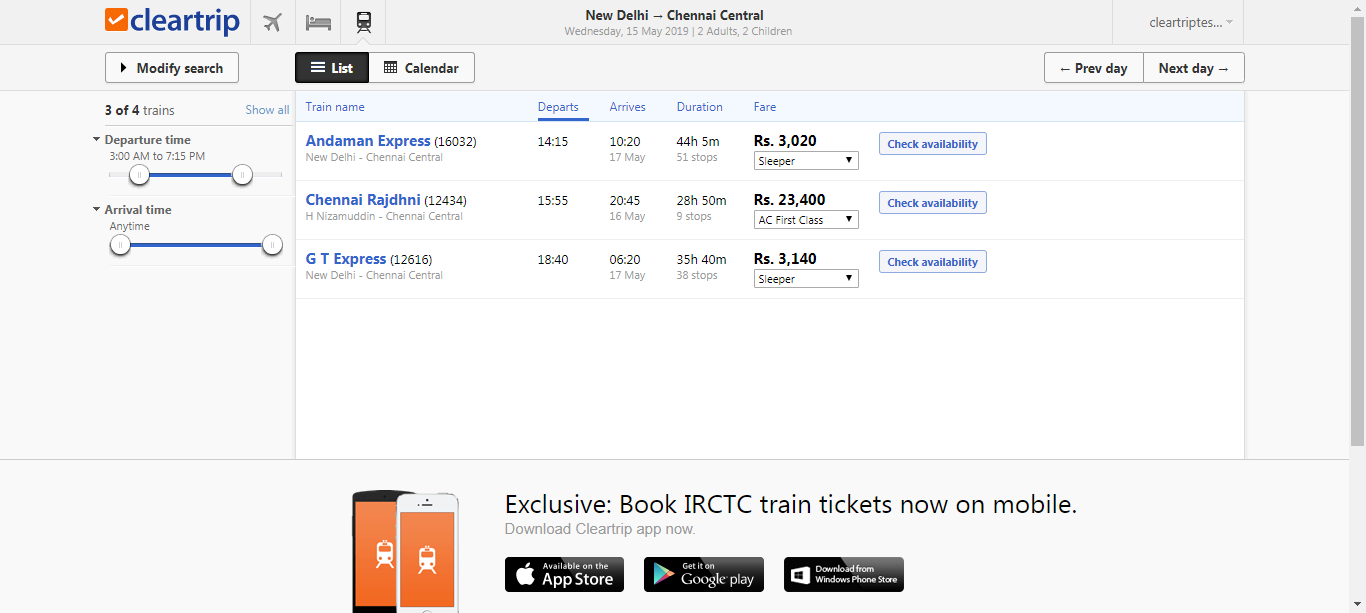 cleartrip
New Delhi → Chennai Central
Wednesday, 15 May 2019 | 2 Adults, 2 Children
cleartriptes...
Modify search
List
Calendar
← Prev day
Next day →
3 of 4 trains
Show all
Departure time
3:00 AM to 7:15 PM
Arrival time
Anytime
Train name Departs Arrives Duration Fare
Andaman Express (16032) 14:15 10:20 44h 5m Rs. 3,020 Check availability
New Delhi - Chennai Central 17 May 51 stops Sleeper
Chennai Rajdhni (12434) 15:55 20:45 28h 50m Rs. 23,400 Check availability
H Nizamuddin - Chennai Central 16 May 9 stops AC First Class
G T Express (12616) 18:40 06:20 35h 40m Rs. 3,140 Check availability
New Delhi - Chennai Central 17 May 38 stops Sleeper
Exclusive: Book IRCTC train tickets now on mobile.
Download Cleartrip app now.
Available on the
App Store
Get it on
Google play
Download from
Windows Phone Store